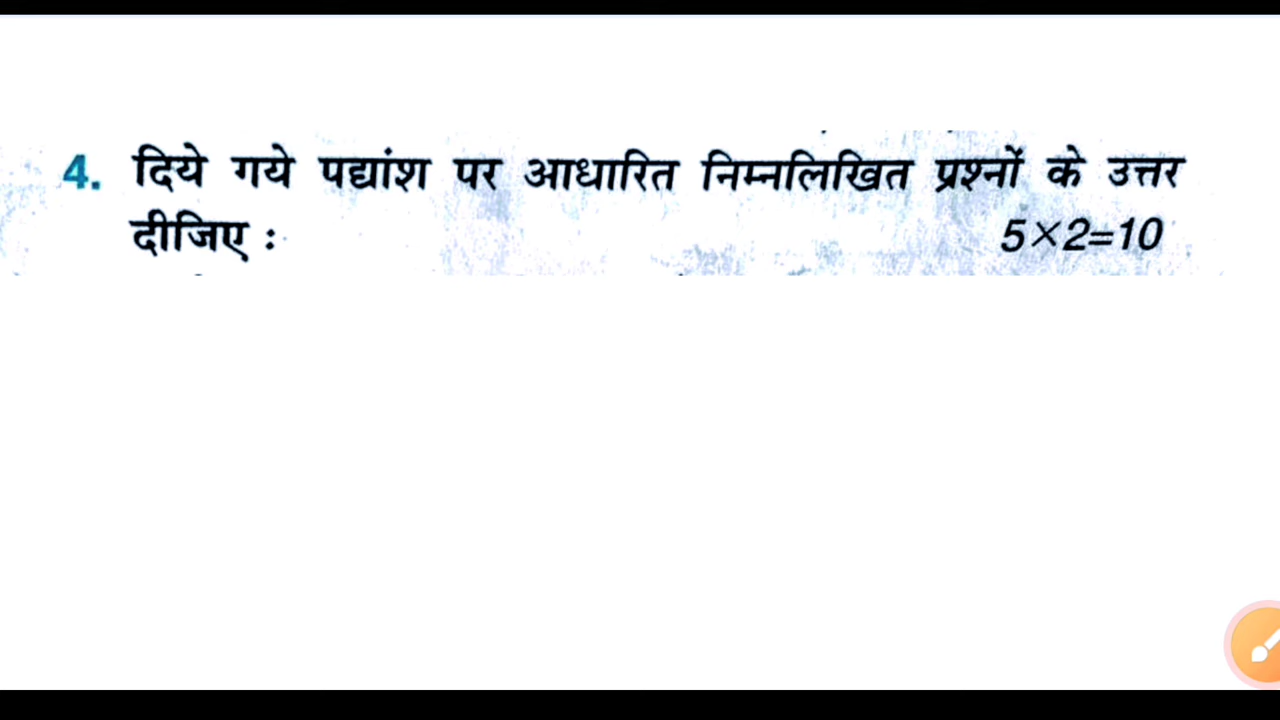 4. दिये गये पद्यांश पर आधारित निम्नलिखित प्रश्नों के उत्तर
दीजिए : 5×2=10